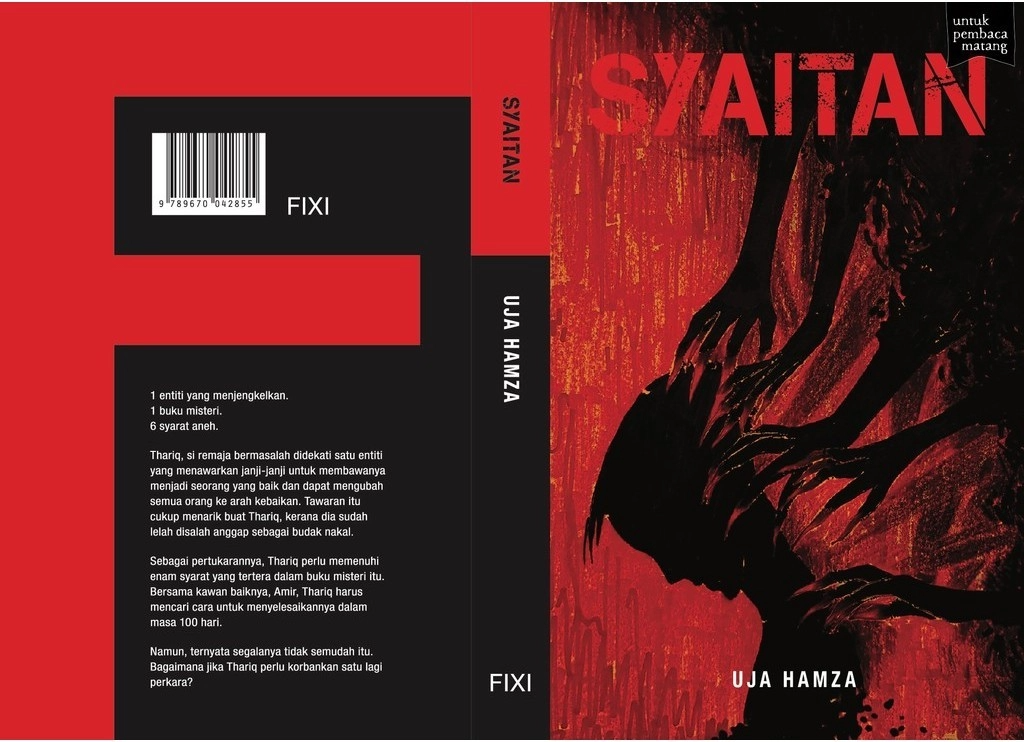 9 789670 042855
FIXI
1 entiti yang menjengkelkan.
1 buku misteri.
6 syarat aneh.
Thariq, si remaja bermasalah didekati satu entiti
yang menawarkan janji-janji untuk membawanya
menjadi seorang yang baik dan dapat mengubah
semua orang ke arah kebaikan. Tawaran itu
cukup menarik buat Thariq, kerana dia sudah
lelah disalah anggap sebagai budak nakal.
Sebagai pertukarannya, Thariq perlu memenuhi
enam syarat yang tertera dalam buku misteri itu.
Bersama kawan baiknya, Amir, Thariq harus
mencari cara untuk menyelesaikannya dalam
masa 100 hari.
Namun, ternyata segalanya tidak semudah itu.
Bagaimana jika Thariq perlu korbankan satu lagi
perkara?
SYAITAN
UJA HAMZA
FIXI
untuk
pembaca
matang
SYAITAN
UJA HAMZA